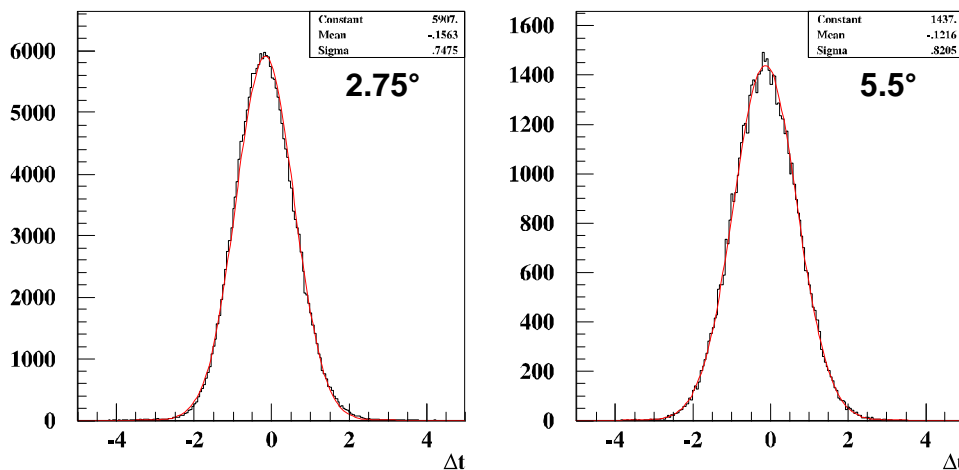 Constant 5907.
Mean -.1563
Sigma .7475
2.75°
6000
5000
4000
3000
2000
1000
0
-4 -2 0 2 4
Δt
Constant 1437.
Mean -.1216
Sigma .8205
5.5°
1600
1400
1200
1000
800
600
400
200
0
-4 -2 0 2 4
Δt